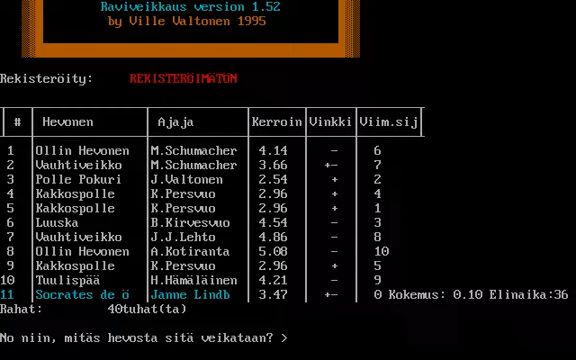 Raviveikkaus version 1.52
by Ville Valtonen 1995
Rekisteröity: REKISTERÖIMÄTÖN
# Hevonen Ajaja Kerroin Vinkki Viim.sij
1 Ollin Hevonen M.Schumacher 4.14 - 6
2 Vauhtiveikko M.Schumacher 3.66 +- 7
3 Polle Pokuri J.Valtonen 2.54 + 2
4 Kakkospolle K.Persvuo 2.96 + 4
5 Kakkospolle K.Persvuo 2.96 + 1
6 Luuska B.Kirvesvuo 4.54 - 3
7 Vauhtiveikko J.J.Lehto 4.86 - 8
8 Ollin Hevonen A.Kotiranta 5.08 - 10
9 Kakkospolle K.Persvuo 2.96 + 5
10 Tuulispää H.Hämäläinen 4.21 - 9
11 Socrates de ö Janne Lindb 3.47 +- 0 Kokemus: 0.10 Elinaika:36
Rahat: 40tuhat(ta)
No niin, mitäs hevosta sitä veikataan? >